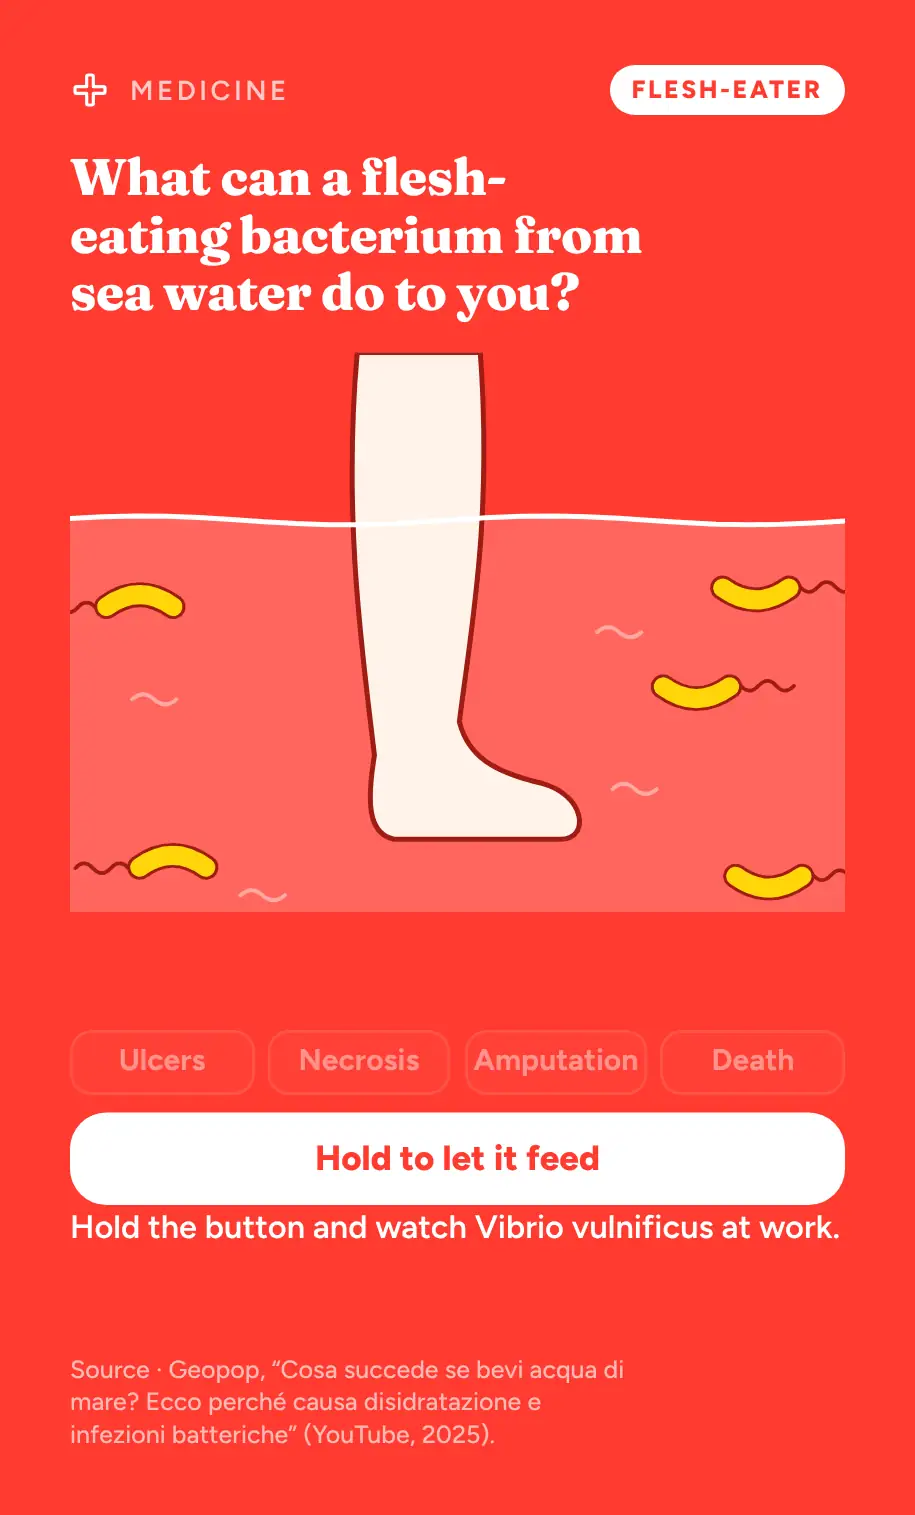 MEDICINE
FLESH-EATER
What can a flesh-
eating bacterium from
sea water do to you?
Ulcers
Necrosis
Amputation
Death
Hold to let it feed
Hold the button and watch Vibrio vulnificus at work.
Source · Geopop, “Cosa succede se bevi acqua di
mare? Ecco perché causa disidratazione e
infezioni batteriche” (YouTube, 2025).